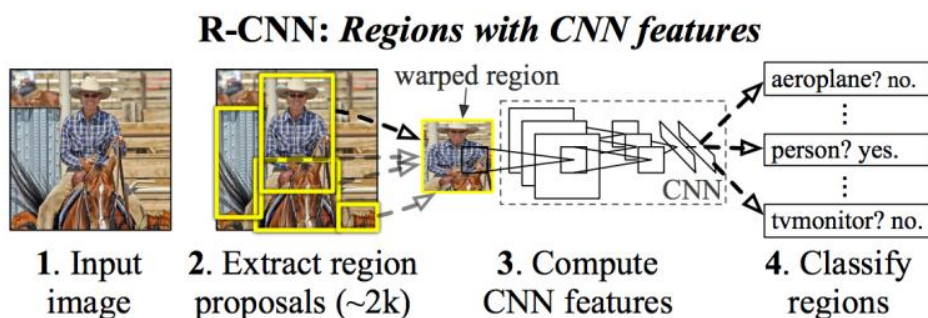 R-CNN: Regions with CNN features
warped region
aeroplane? no.
⋮
person? yes.
⋮
tvmonitor? no.
CNN
1. Input
image
2. Extract region
proposals (~2k)
3. Compute
CNN features
4. Classify
regions